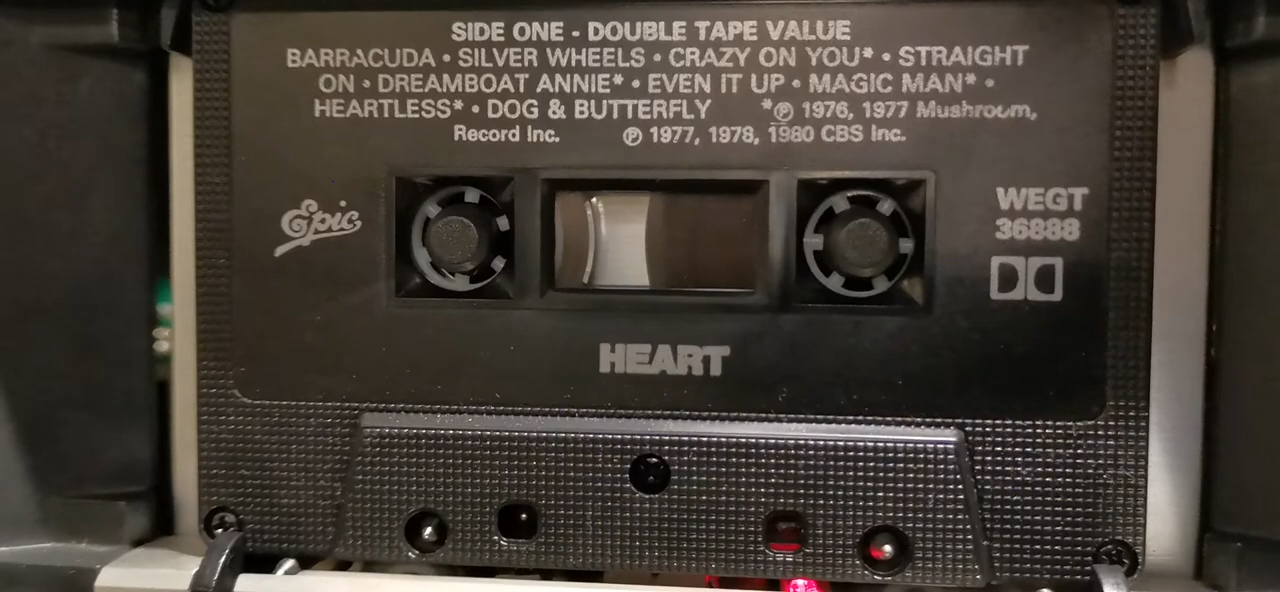 SIDE ONE - DOUBLE TAPE VALUE
BARRACUDA • SILVER WHEELS • CRAZY ON YOU* • STRAIGHT
ON • DREAMBOAT ANNIE* • EVEN IT UP • MAGIC MAN* •
HEARTLESS* • DOG & BUTTERFLY *℗ 1976, 1977 Mushroom,
Record Inc. ℗ 1977, 1978, 1980 CBS Inc.
Epic
WEGT
36888
HEART